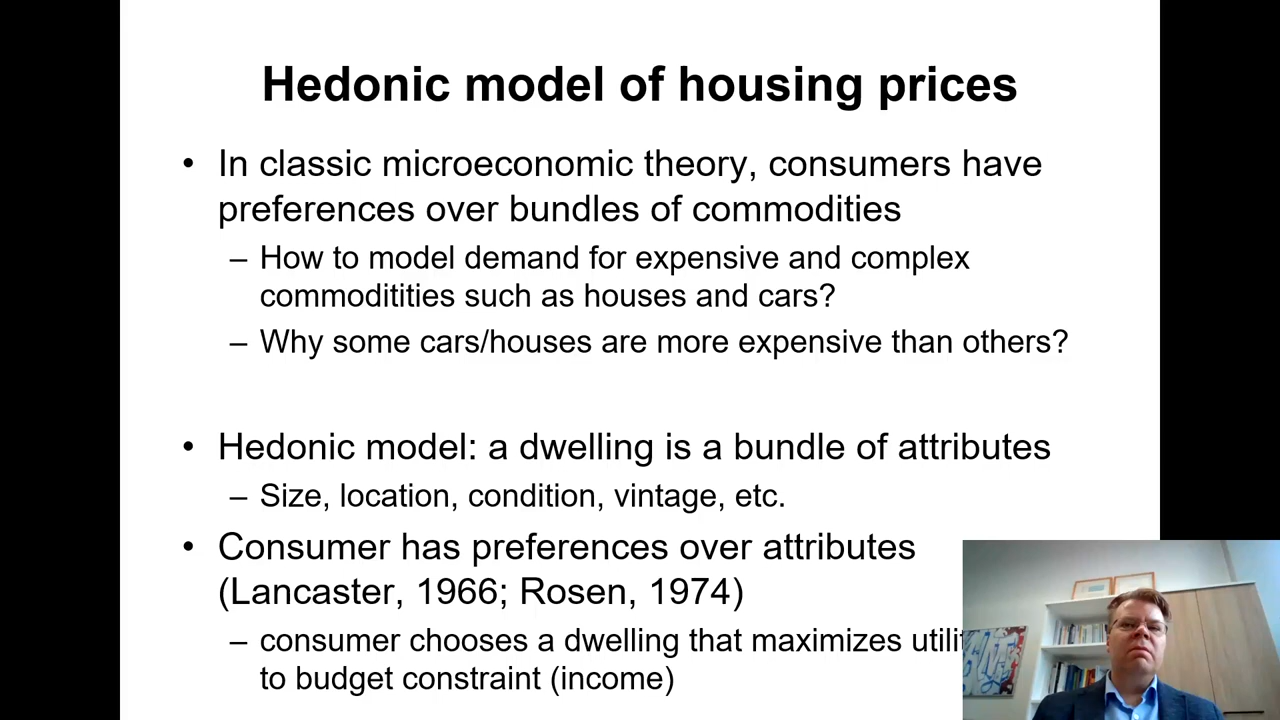 Hedonic model of housing prices
• In classic microeconomic theory, consumers have
preferences over bundles of commodities
– How to model demand for expensive and complex
commoditities such as houses and cars?
– Why some cars/houses are more expensive than others?
• Hedonic model: a dwelling is a bundle of attributes
– Size, location, condition, vintage, etc.
• Consumer has preferences over attributes
(Lancaster, 1966; Rosen, 1974)
– consumer chooses a dwelling that maximizes
to budget constraint (income)